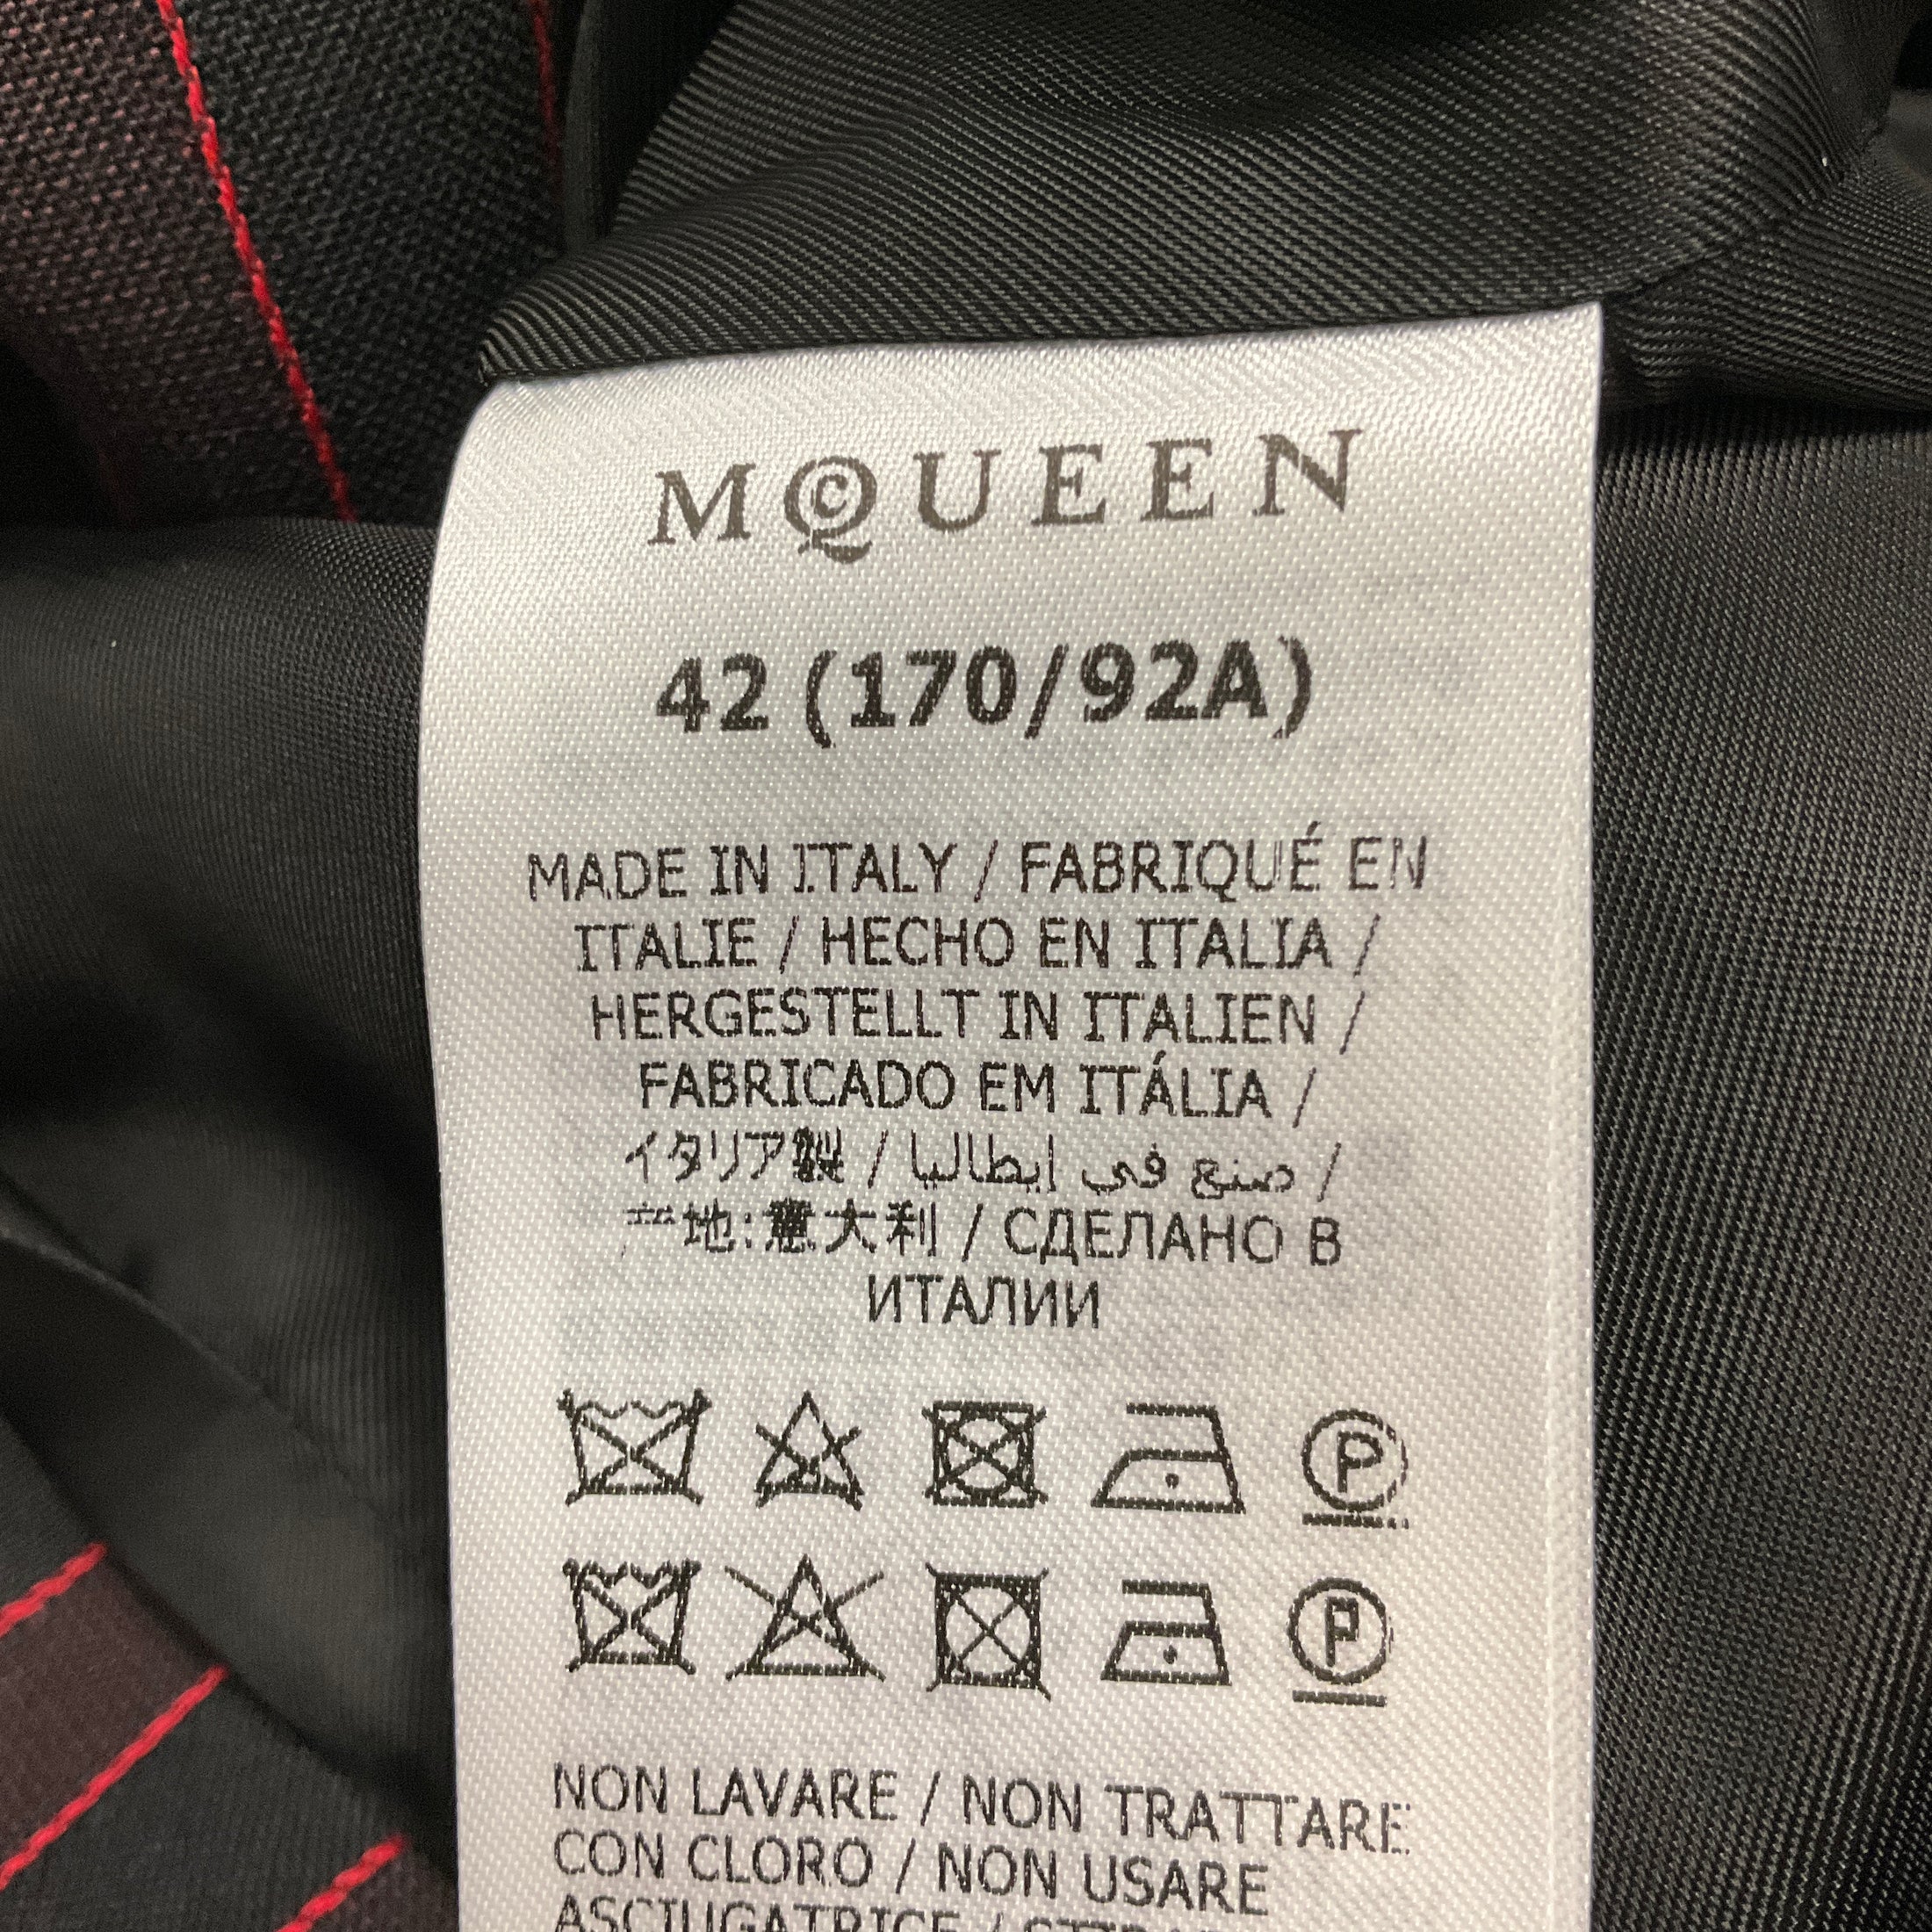 MCQUEEN
42 (170/92A)
MADE IN ITALY / FABRIQUÉ EN
ITALIE / HECHO EN ITALIA /
HERGESTELLT IN ITALIEN /
FABRICADO EM ITÁLIA /
イタリア製 / صنع في إيطاليا /
产地:意大利 / СДЕЛАНО В
ИТАЛИИ
P
P
NON LAVARE / NON TRATTARE
CON CLORO / NON USARE
ASCIUGATRICE /